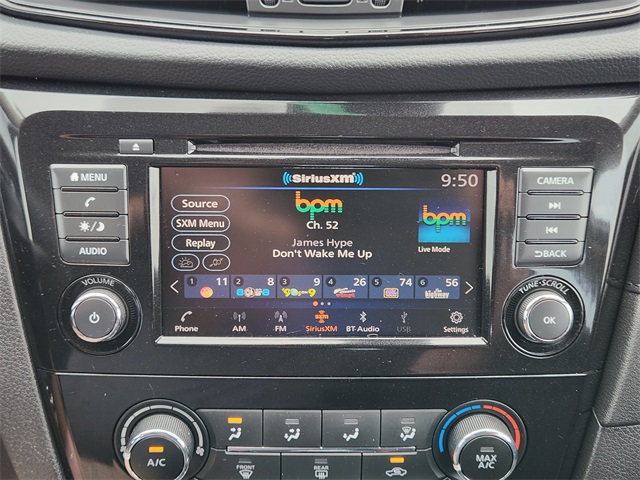 SiriusXM
9:50
MENU
CAMERA
Source
bpm
Ch. 52
bpm
SXM Menu
Live Mode
Replay
James Hype
Don't Wake Me Up
AUDIO
BACK
1 11
2 8
3 9
4 26
5 74
6 56
VOLUME
TUNE·SCROLL
OK
Phone
AM
FM
SiriusXM
BT-Audio
USB
Settings
A/C
FRONT
REAR
MAX
A/C